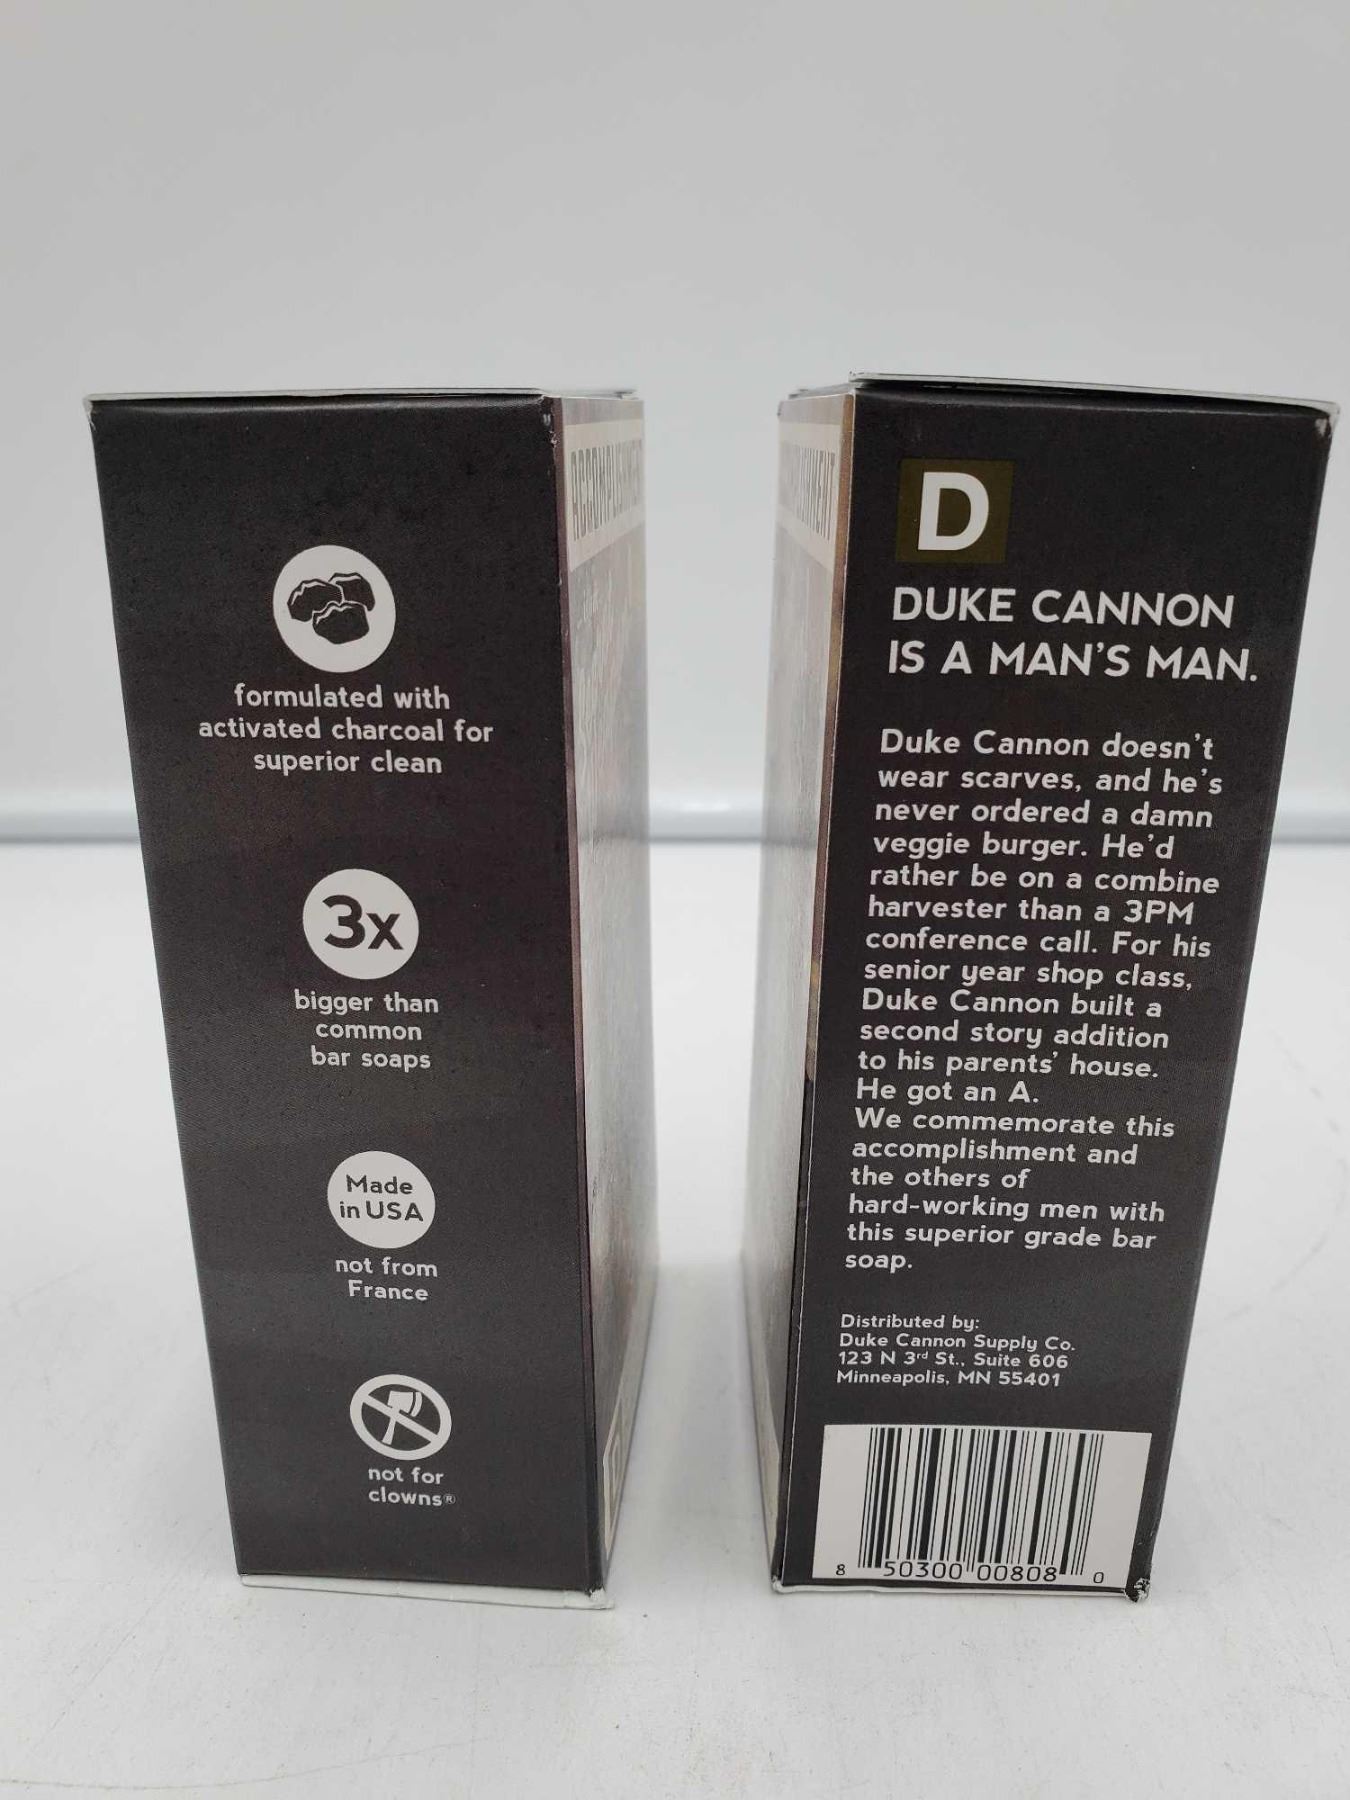 formulated with
activated charcoal for
superior clean
3x
bigger than
common
bar soaps
Made
in USA
not from
France
not for
clowns®
ACCOMPLISHMENT
D
DUKE CANNON
IS A MAN'S MAN.
Duke Cannon doesn't
wear scarves, and he's
never ordered a damn
veggie burger. He'd
rather be on a combine
harvester than a 3PM
conference call. For his
senior year shop class,
Duke Cannon built a
second story addition
to his parents' house.
He got an A.
We commemorate this
accomplishment and
the others of
hard-working men with
this superior grade bar
soap.
Distributed by:
Duke Cannon Supply Co.
123 N 3rd St., Suite 606
Minneapolis, MN 55401
8 50300 00808 0